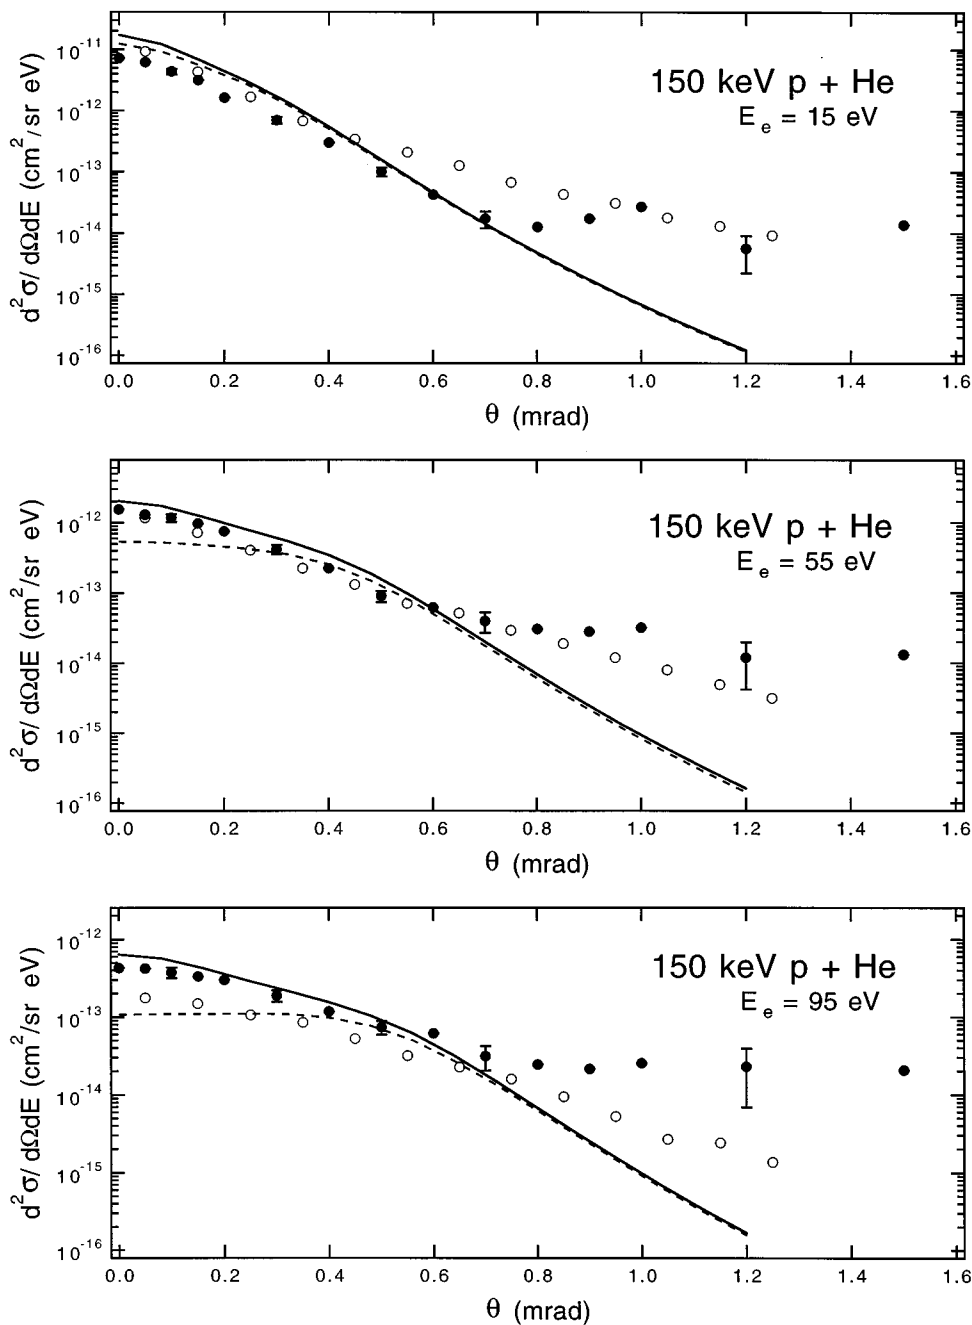 150 keV p + He
E_e = 15 eV
d²σ/dΩdE (cm²/sr eV)
10⁻¹¹
10⁻¹²
10⁻¹³
10⁻¹⁴
10⁻¹⁵
10⁻¹⁶
0.0 0.2 0.4 0.6 0.8 1.0 1.2 1.4 1.6
θ (mrad)
150 keV p + He
E_e = 55 eV
d²σ/dΩdE (cm²/sr eV)
10⁻¹²
10⁻¹³
10⁻¹⁴
10⁻¹⁵
10⁻¹⁶
0.0 0.2 0.4 0.6 0.8 1.0 1.2 1.4 1.6
θ (mrad)
150 keV p + He
E_e = 95 eV
d²σ/dΩdE (cm²/sr eV)
10⁻¹²
10⁻¹³
10⁻¹⁴
10⁻¹⁵
10⁻¹⁶
0.0 0.2 0.4 0.6 0.8 1.0 1.2 1.4 1.6
θ (mrad)